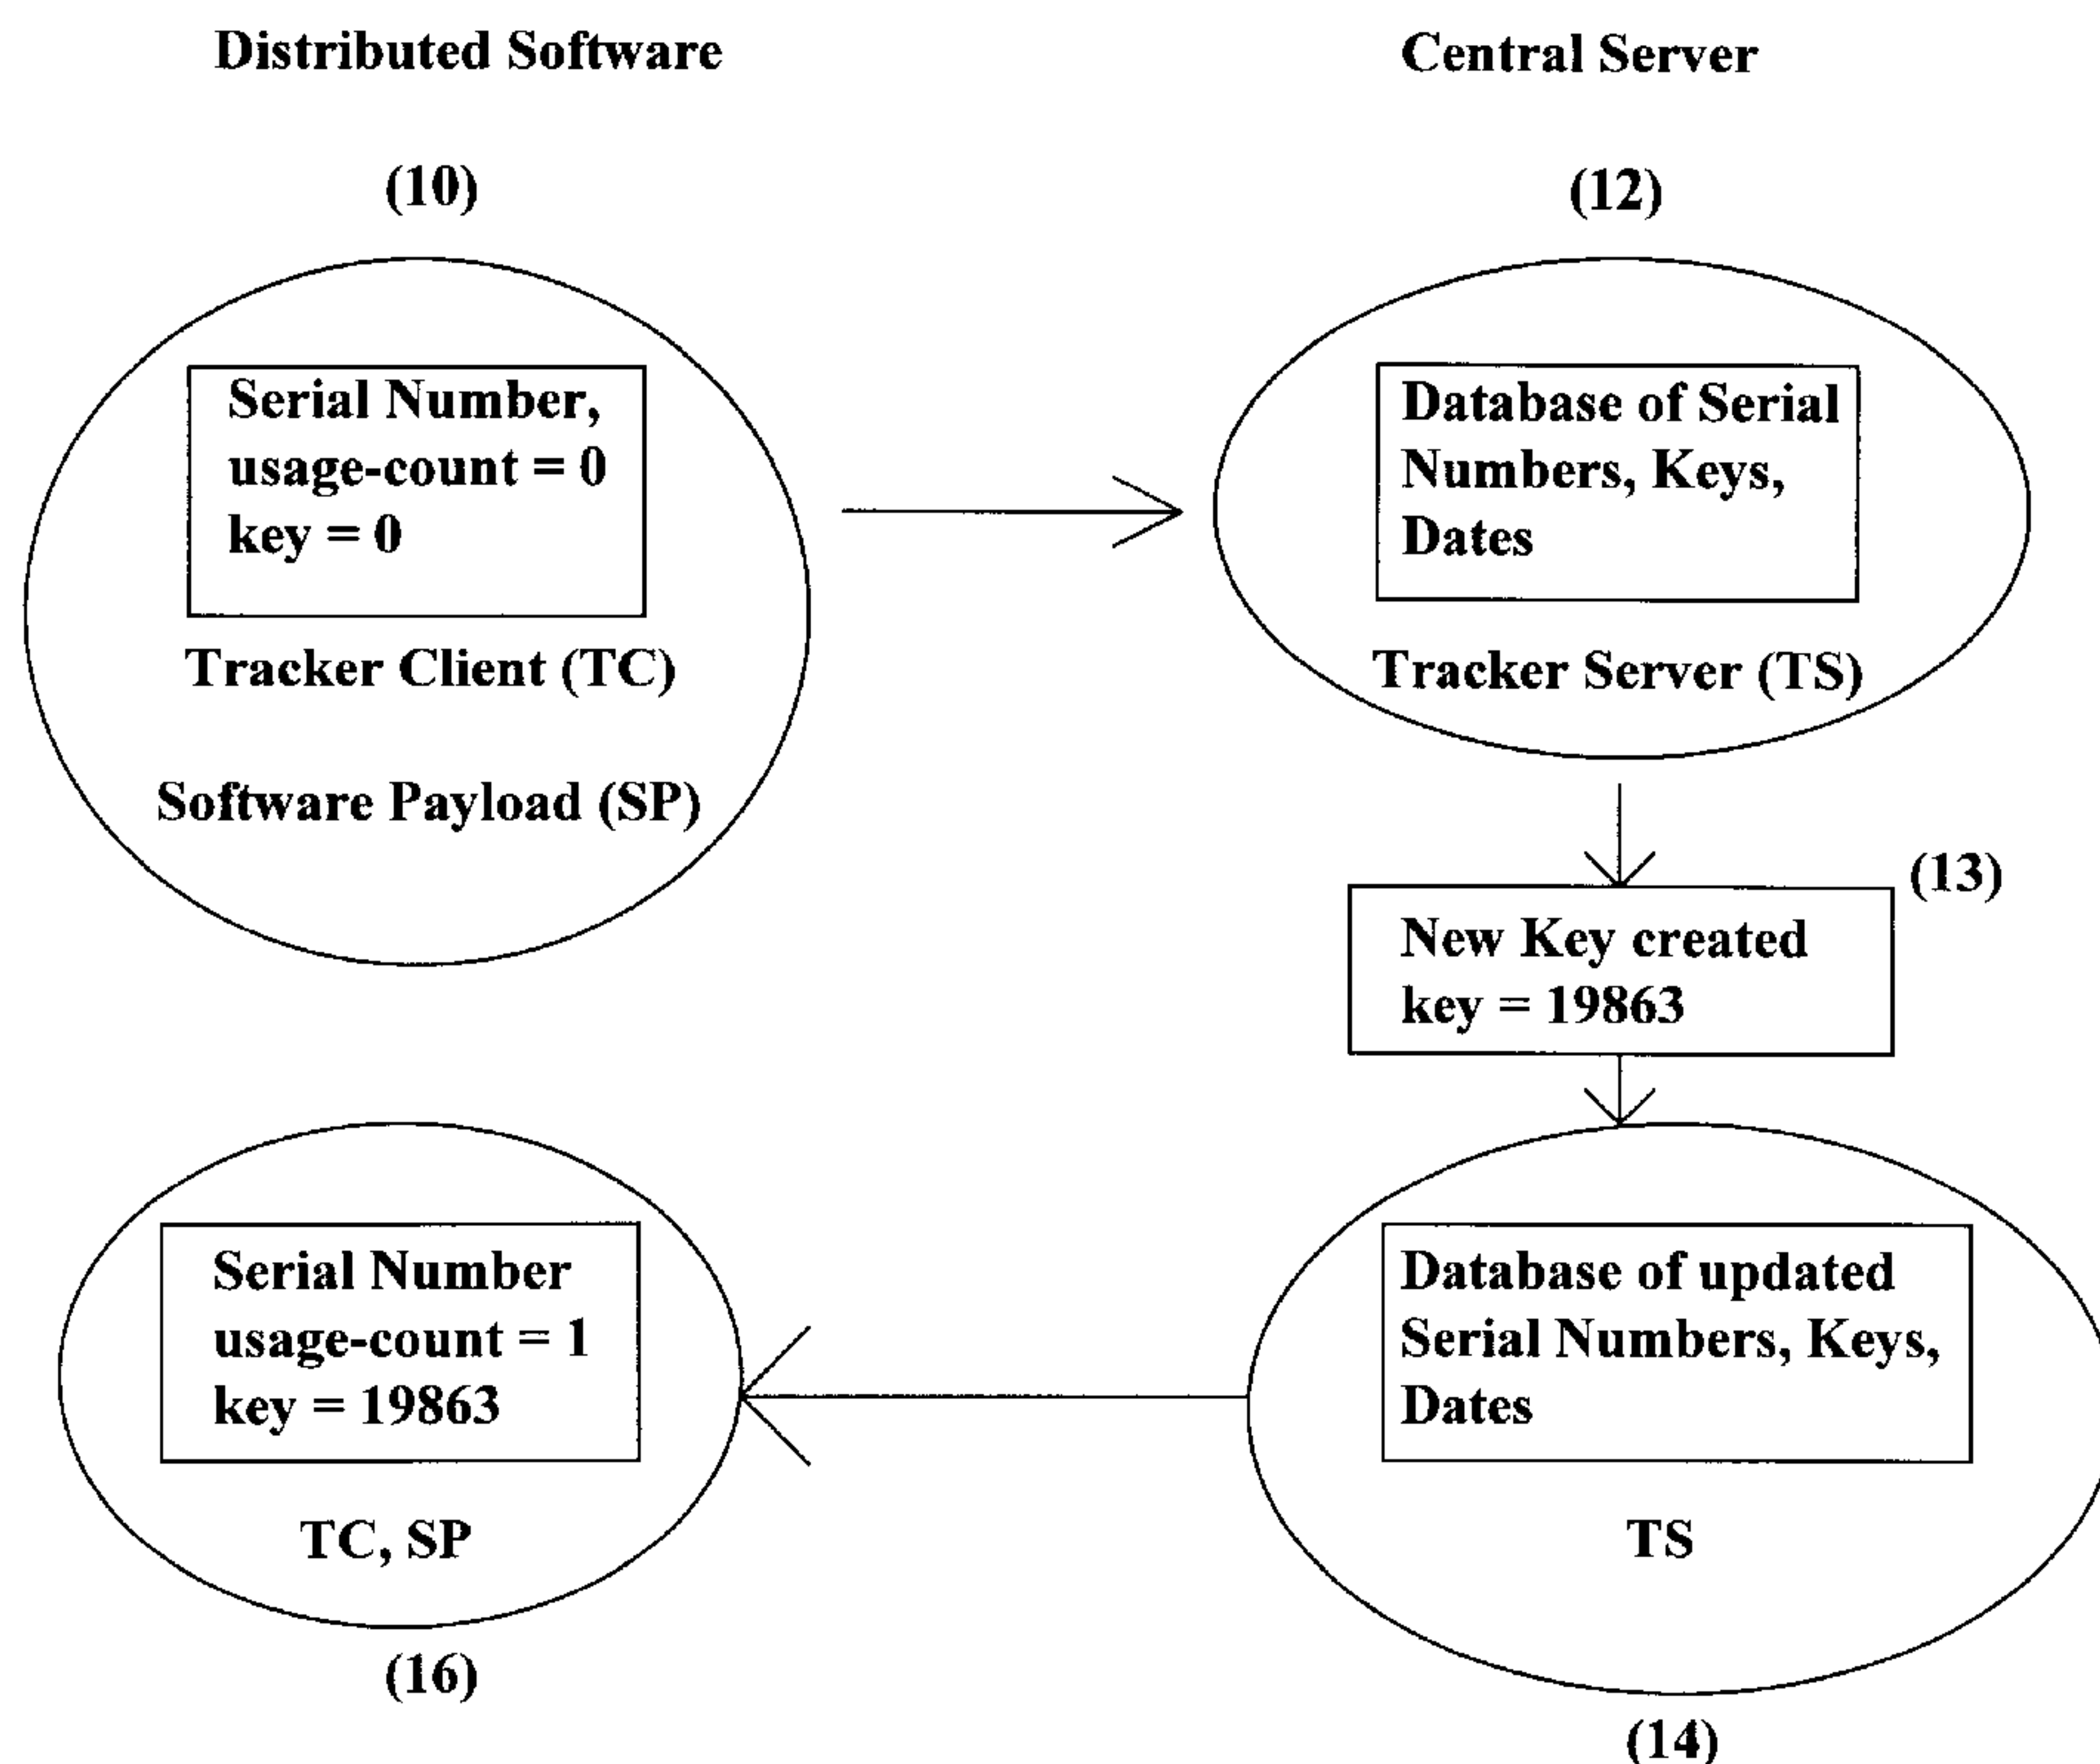 Distributed Software
Central Server
(10)
(12)
Serial Number,
usage-count = 0
key = 0
Tracker Client (TC)
Software Payload (SP)
Database of Serial
Numbers, Keys,
Dates
Tracker Server (TS)
(13)
New Key created
key = 19863
Serial Number
usage-count = 1
key = 19863
TC, SP
(16)
Database of updated
Serial Numbers, Keys,
Dates
TS
(14)